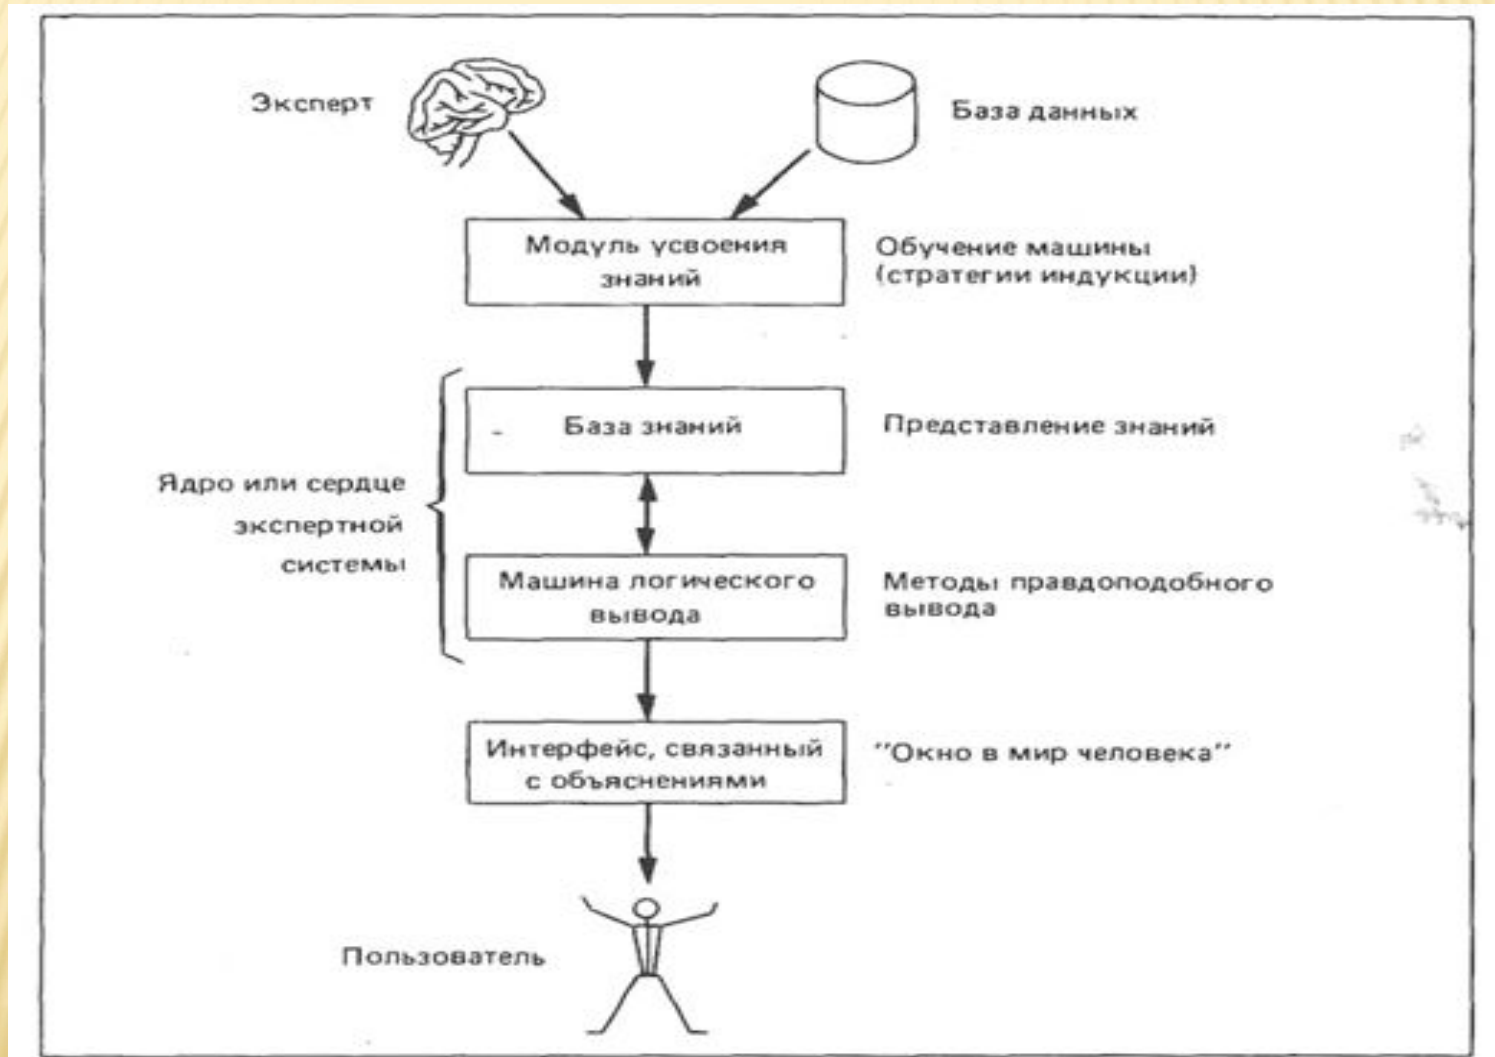 Эксперт
База данных
Модуль усвоения
знаний
Обучение машины
(стратегии индукции)
База знаний
Представление знаний
Ядро или сердце
экспертной
системы
Машина логического
вывода
Методы правдоподобного
вывода
Интерфейс, связанный
с объяснениями
"Окно в мир человека"
Пользователь